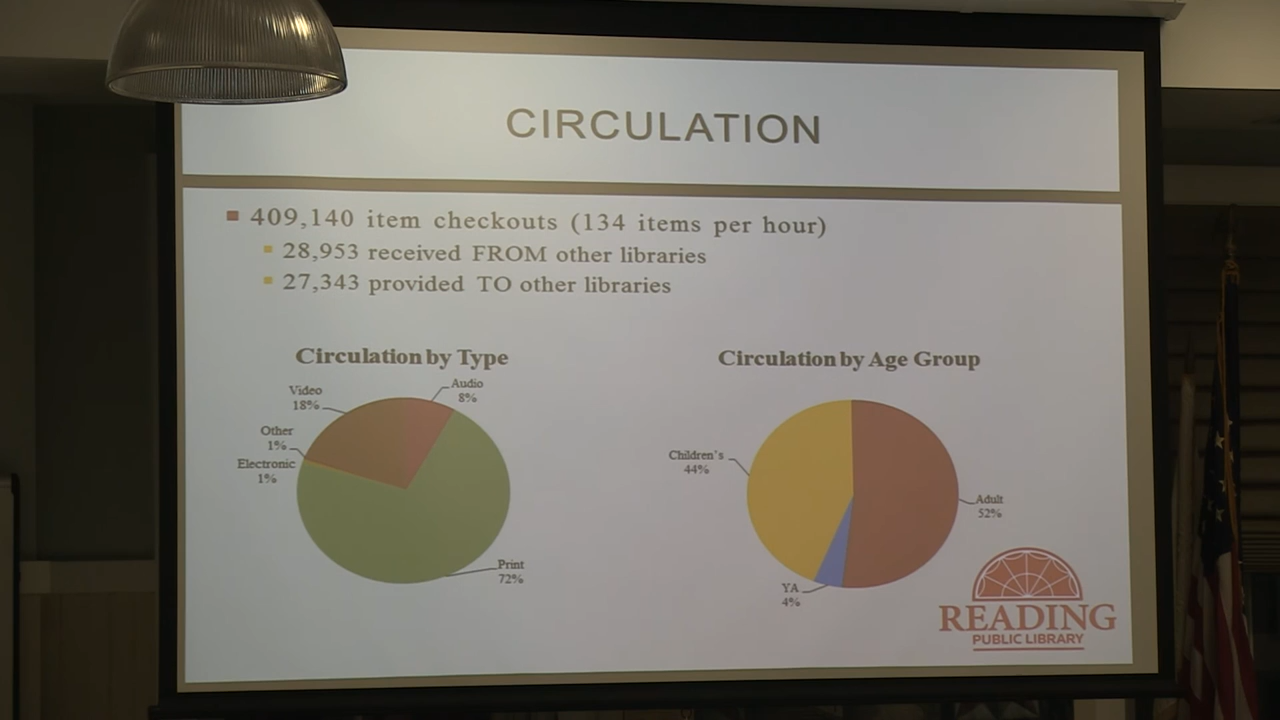 CIRCULATION
409,140 item checkouts (134 items per hour)
28,953 received FROM other libraries
27,343 provided TO other libraries
Circulation by Type
Audio
8%
Video
18%
Other
1%
Electronic
1%
Print
72%
Circulation by Age Group
Children's
44%
Adult
52%
YA
4%
READING
PUBLIC LIBRARY